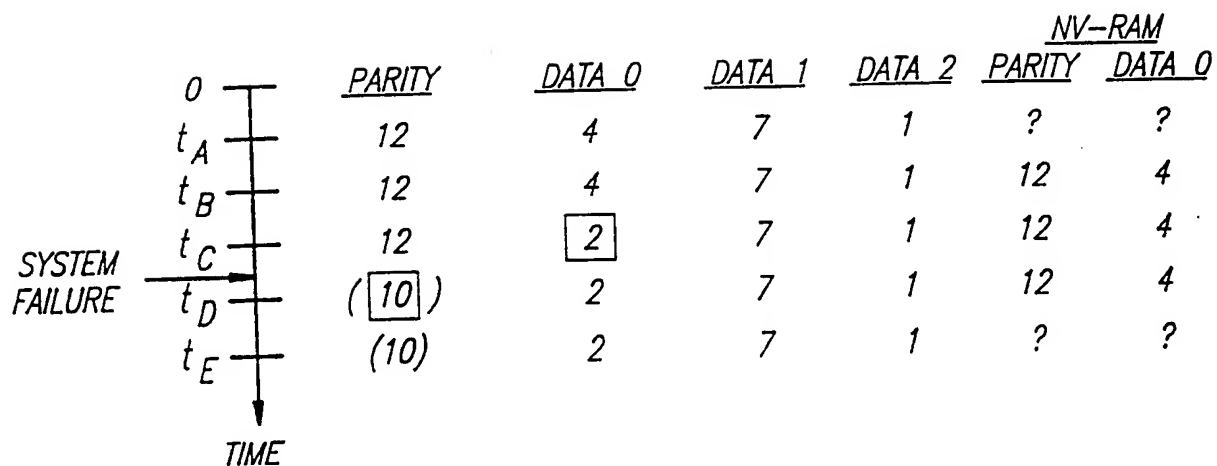 NV-RAM
0 PARITY DATA 0 DATA 1 DATA 2 PARITY DATA 0
tA 12 4 7 1 ? ?
tB 12 4 7 1 12 4
tC 12 2 7 1 12 4
SYSTEM
FAILURE
tD (10) 2 7 1 12 4
tE (10) 2 7 1 ? ?
TIME